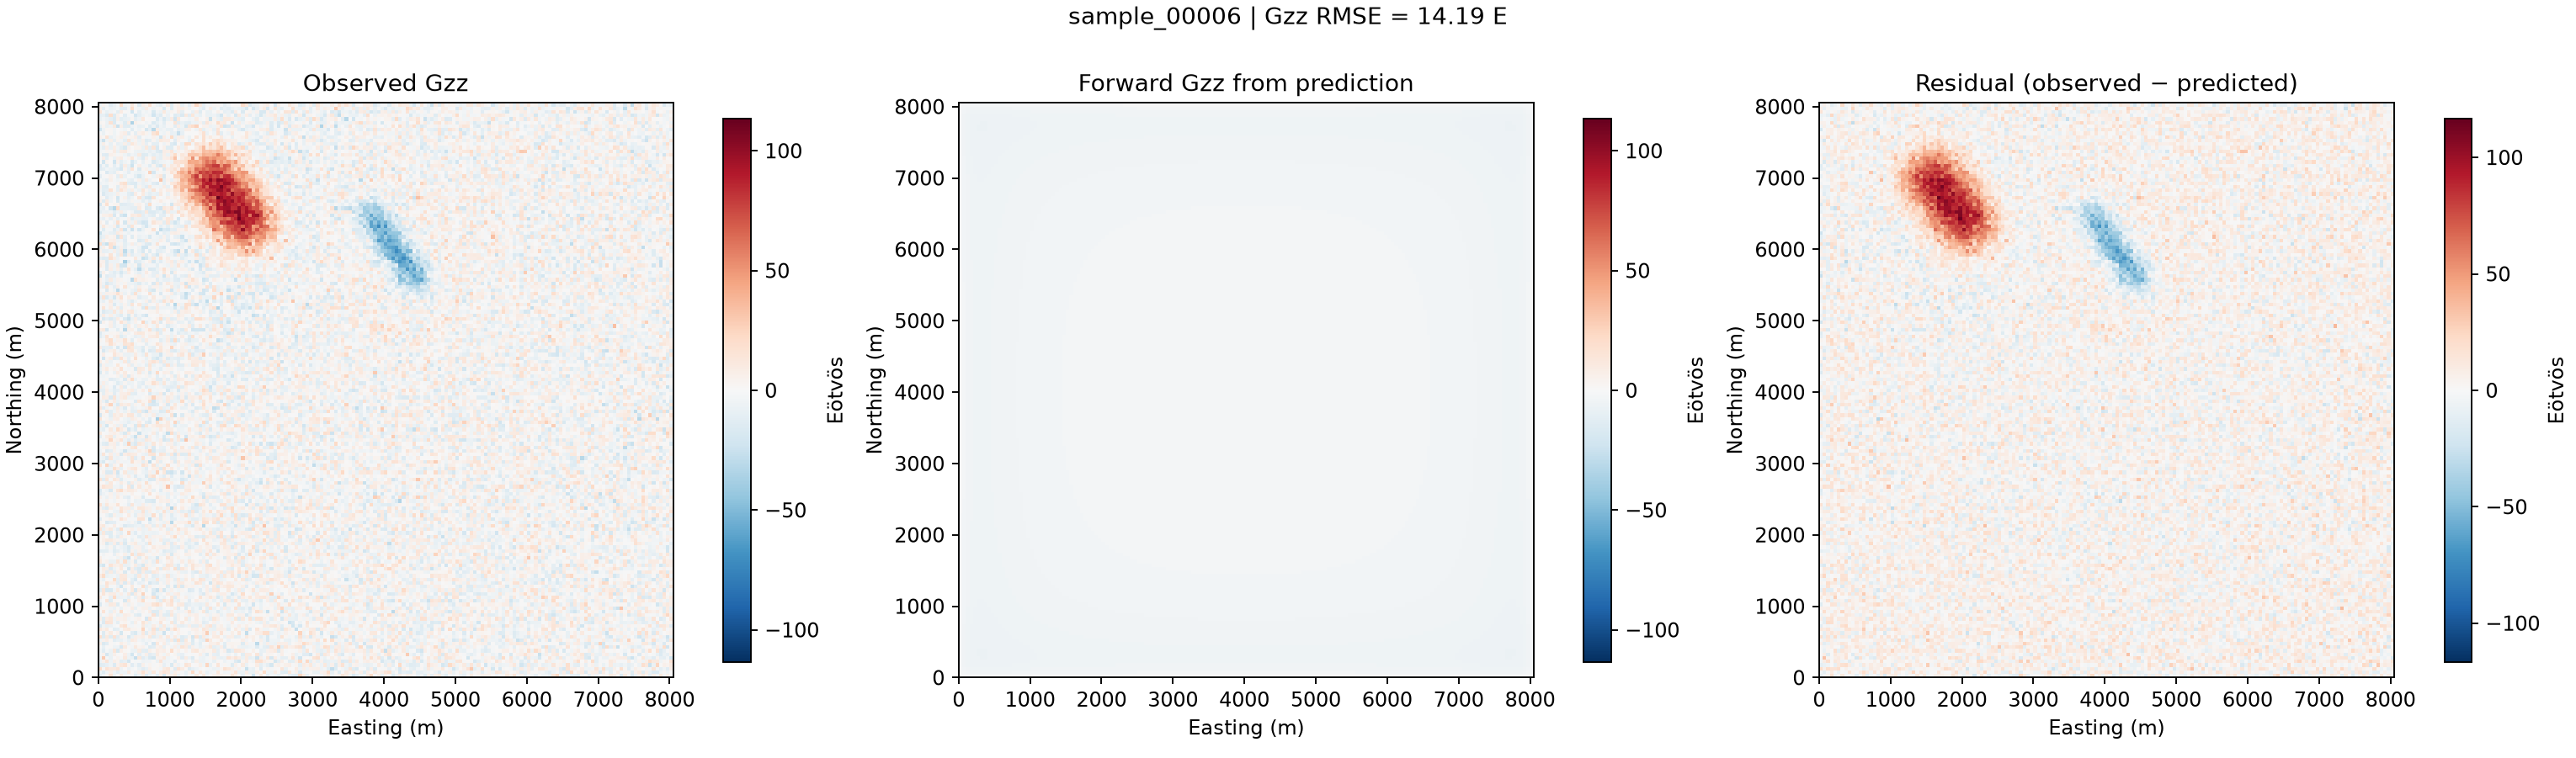 sample_00006 | Gzz RMSE = 14.19 E
Observed Gzz
8000
7000
6000
5000
4000
3000
2000
1000
0
Northing (m)
0 1000 2000 3000 4000 5000 6000 7000 8000
Easting (m)
100
50
0
−50
−100
Eötvös
Forward Gzz from prediction
8000
7000
6000
5000
4000
3000
2000
1000
0
Northing (m)
0 1000 2000 3000 4000 5000 6000 7000 8000
Easting (m)
100
50
0
−50
−100
Eötvös
Residual (observed − predicted)
8000
7000
6000
5000
4000
3000
2000
1000
0
Northing (m)
0 1000 2000 3000 4000 5000 6000 7000 8000
Easting (m)
100
50
0
−50
−100
Eötvös